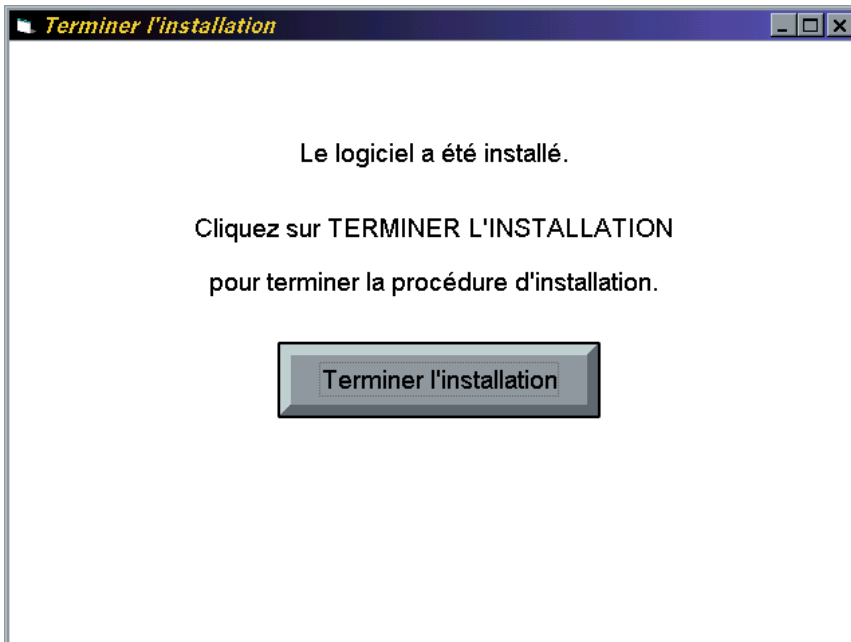 Terminer l'installation
Le logiciel a été installé.
Cliquez sur TERMINER L'INSTALLATION
pour terminer la procédure d'installation.
Terminer l'installation